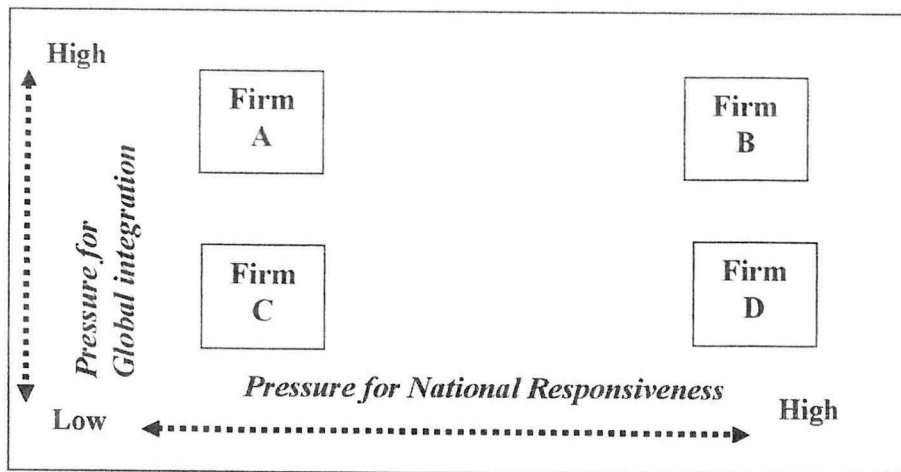 High
Firm
A
Firm
B
Pressure for
Global integration
Firm
C
Firm
D
Pressure for National Responsiveness
Low
High